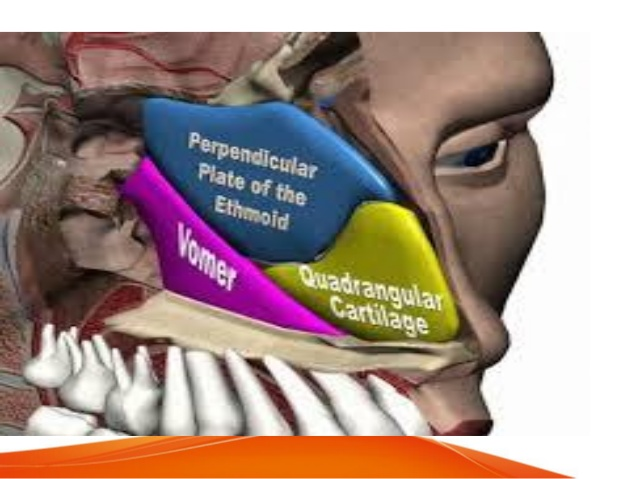 Perpendicular
Plate of the
Ethmoid
Vomer
Quadrangular
Cartilage